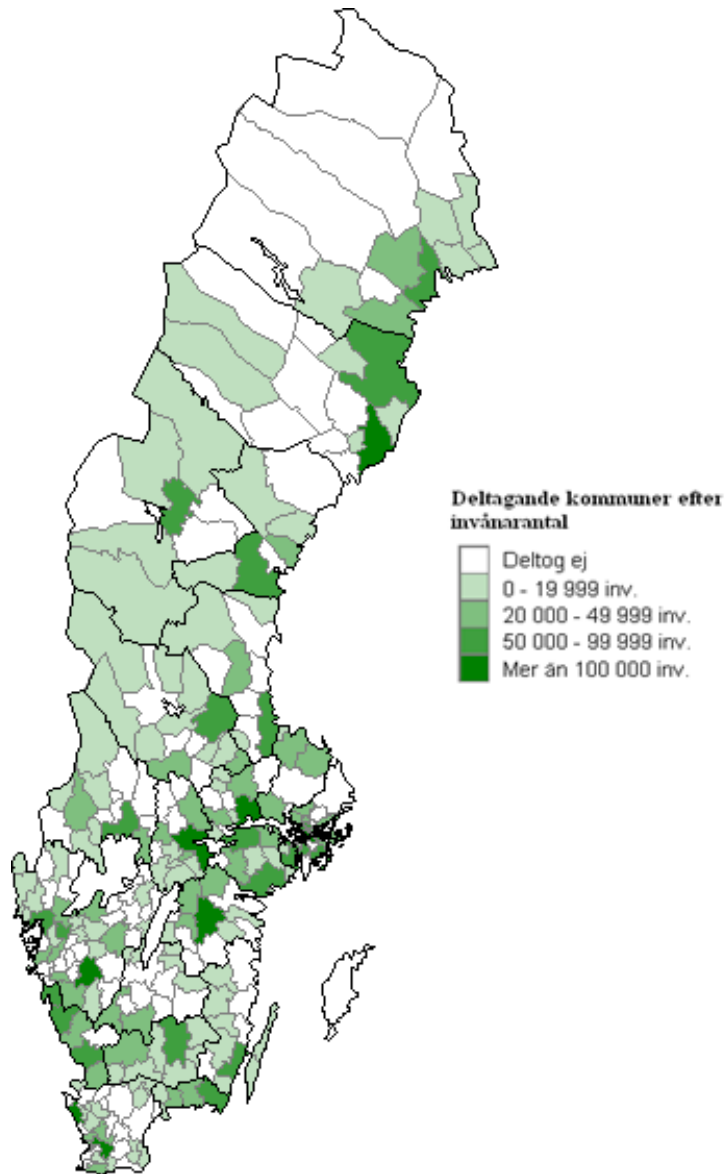 Deltagande kommuner efter
invånarantal
Deltog ej
0 - 19 999 inv.
20 000 - 49 999 inv.
50 000 - 99 999 inv.
Mer än 100 000 inv.